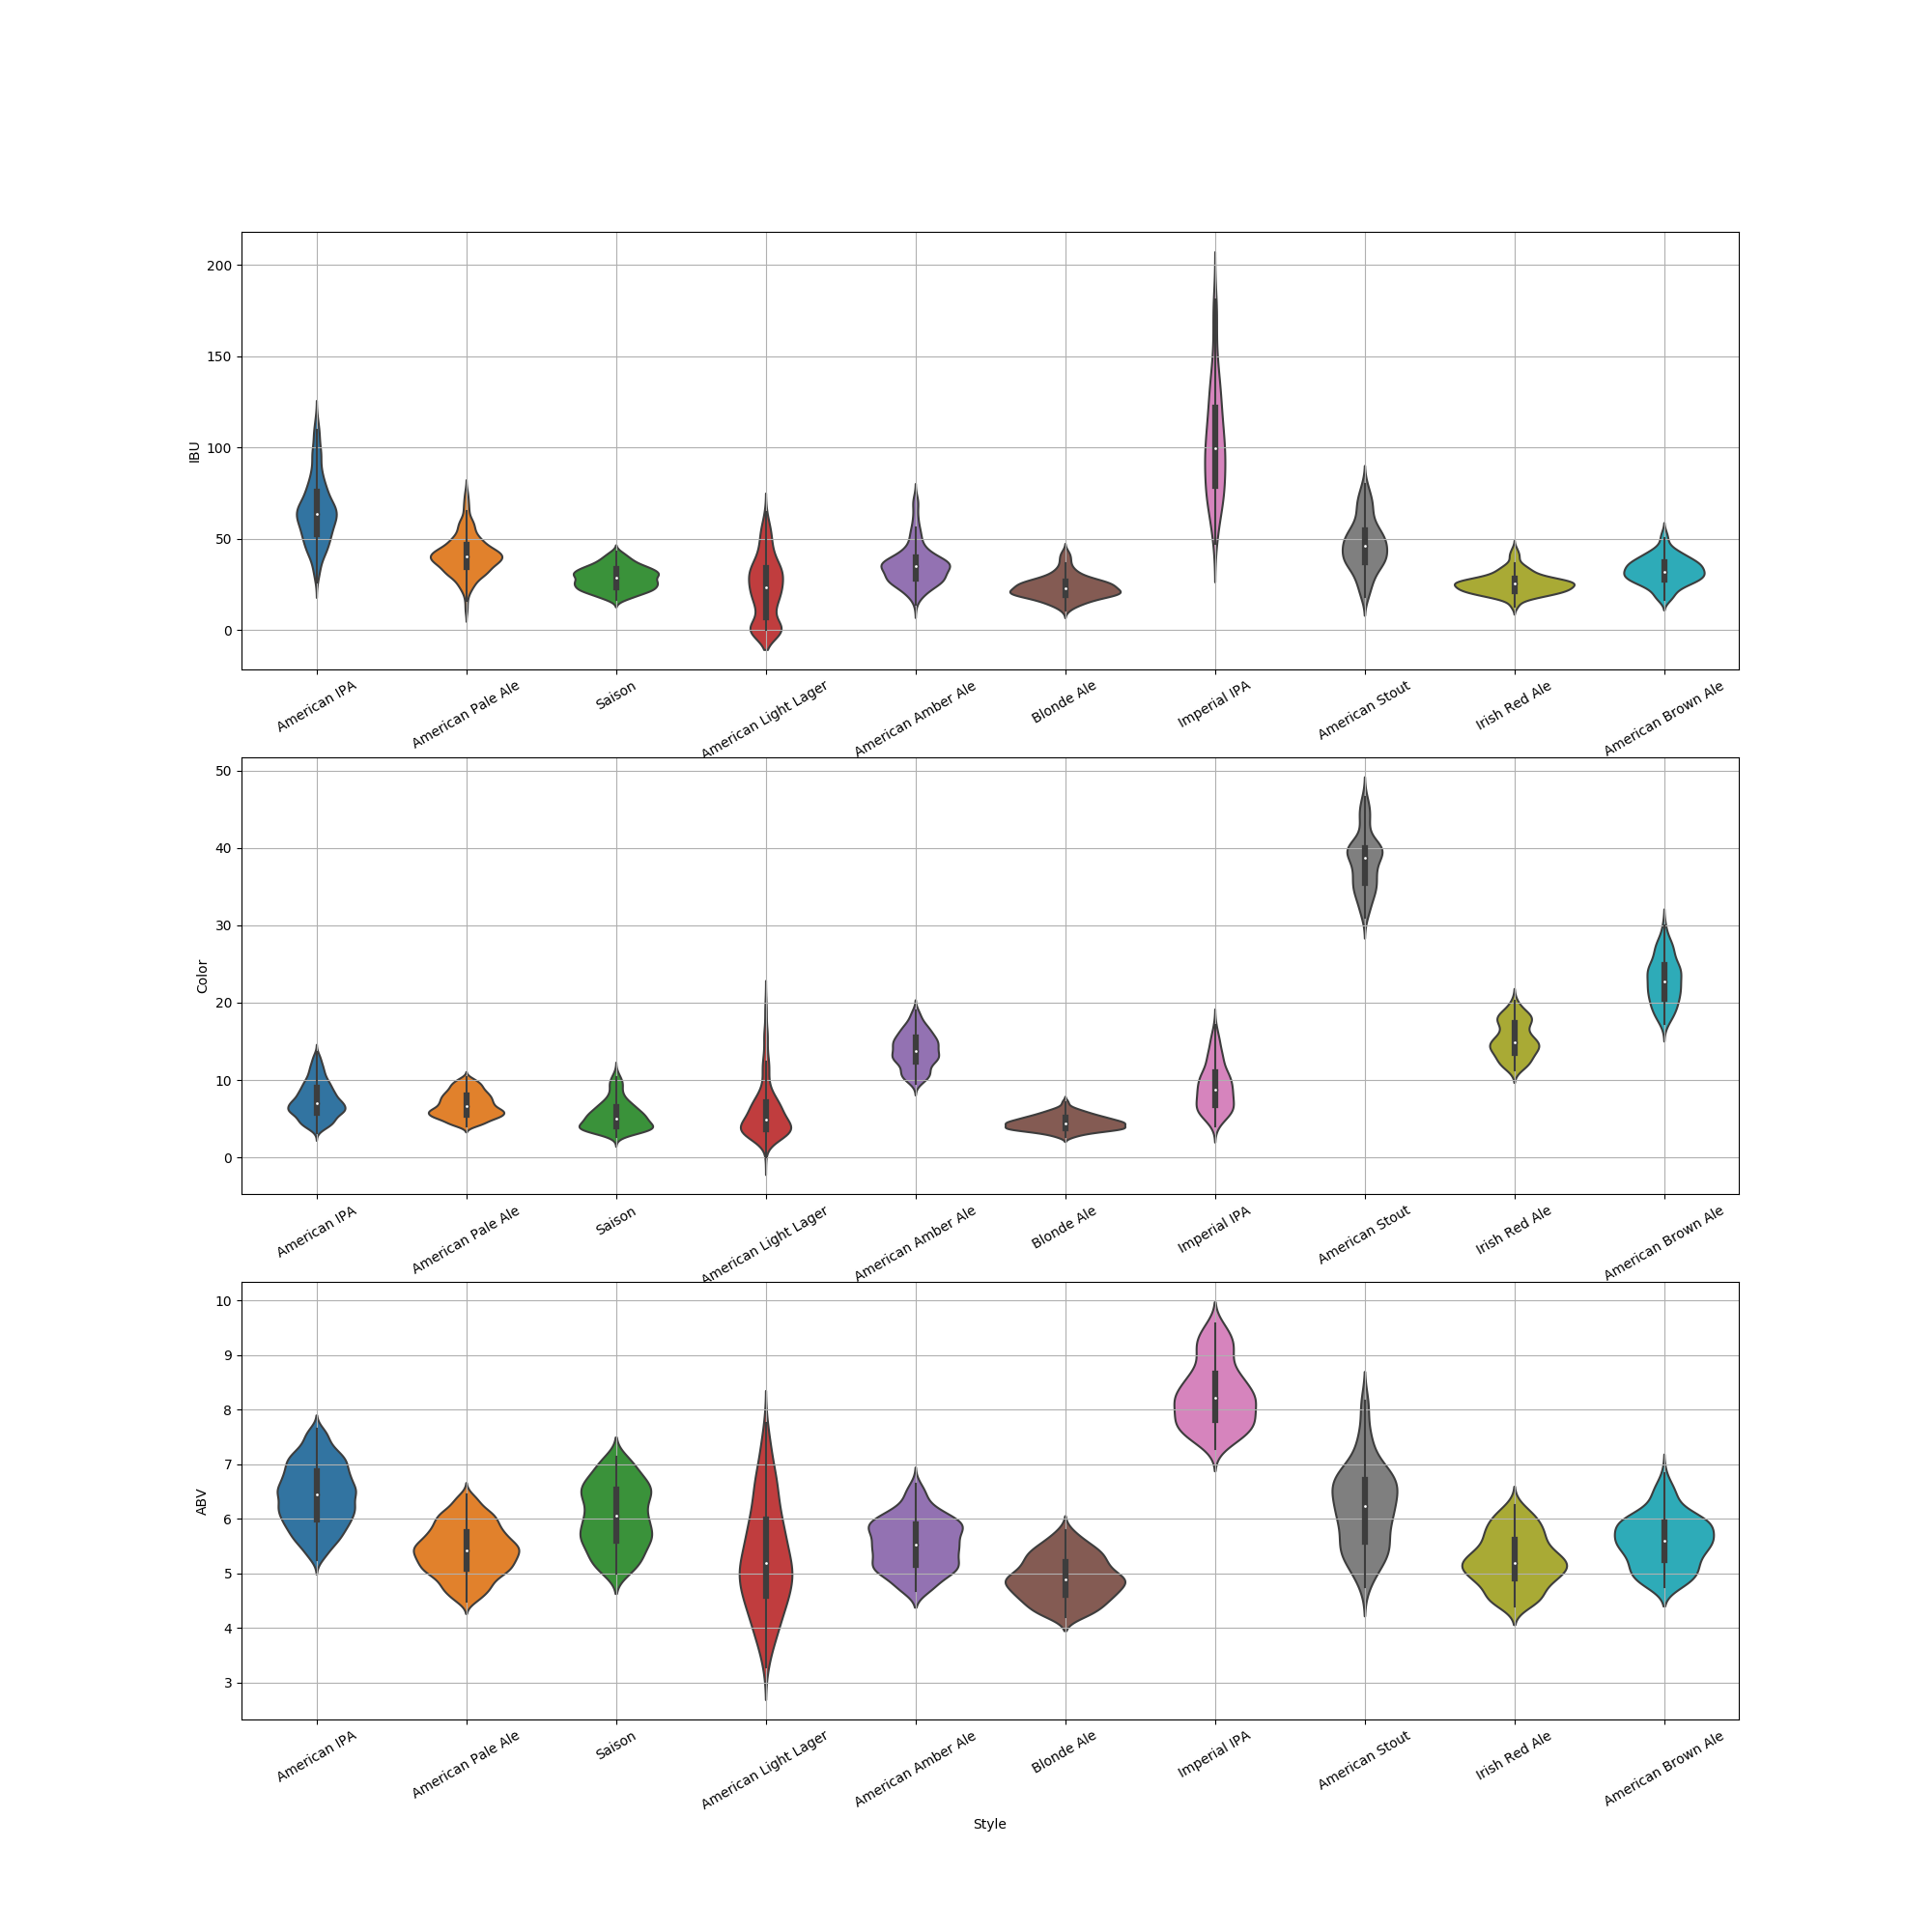 200
150
100
50
0
IBU
American IPA
American Pale Ale
Saison
American Light Lager
American Amber Ale
Blonde Ale
Imperial IPA
American Stout
Irish Red Ale
American Brown Ale
50
40
30
20
10
0
Color
American IPA
American Pale Ale
Saison
American Light Lager
American Amber Ale
Blonde Ale
Imperial IPA
American Stout
Irish Red Ale
American Brown Ale
10
9
8
7
6
5
4
3
ABV
American IPA
American Pale Ale
Saison
American Light Lager
American Amber Ale
Blonde Ale
Imperial IPA
American Stout
Irish Red Ale
American Brown Ale
Style